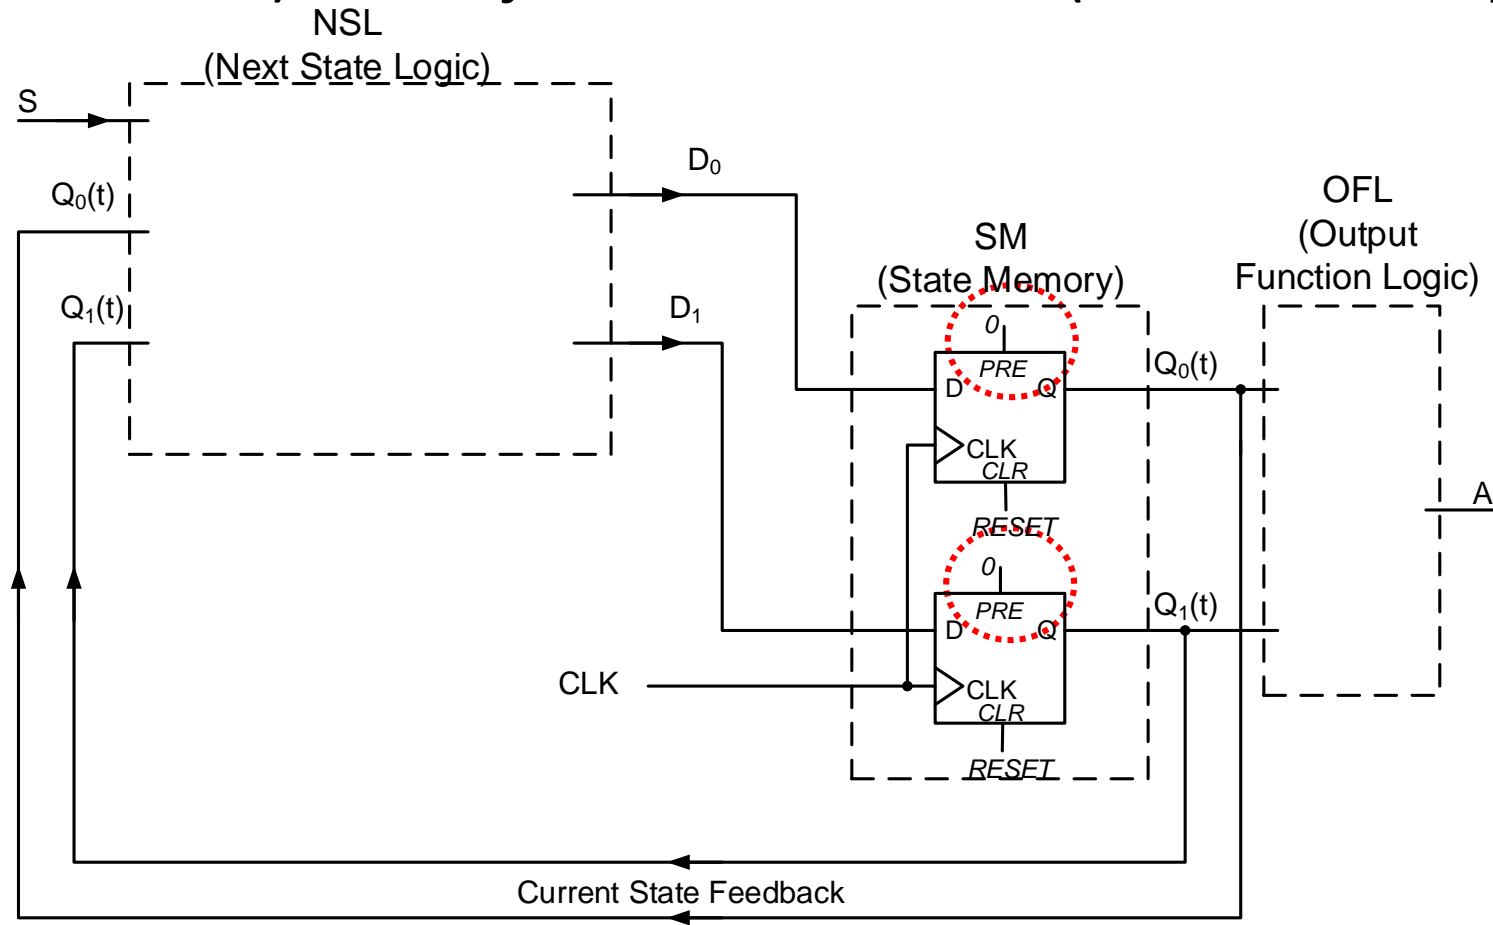 NSL
(Next State Logic)
S
Q₀(t)
Q₁(t)
D₀
D₁
SM
(State Memory)
OFL
(Output
Function Logic)
0
PRE
D
Q
CLK
CLR
RESET
Q₀(t)
A
0
PRE
D
Q
CLK
CLR
RESET
Q₁(t)
CLK
Current State Feedback